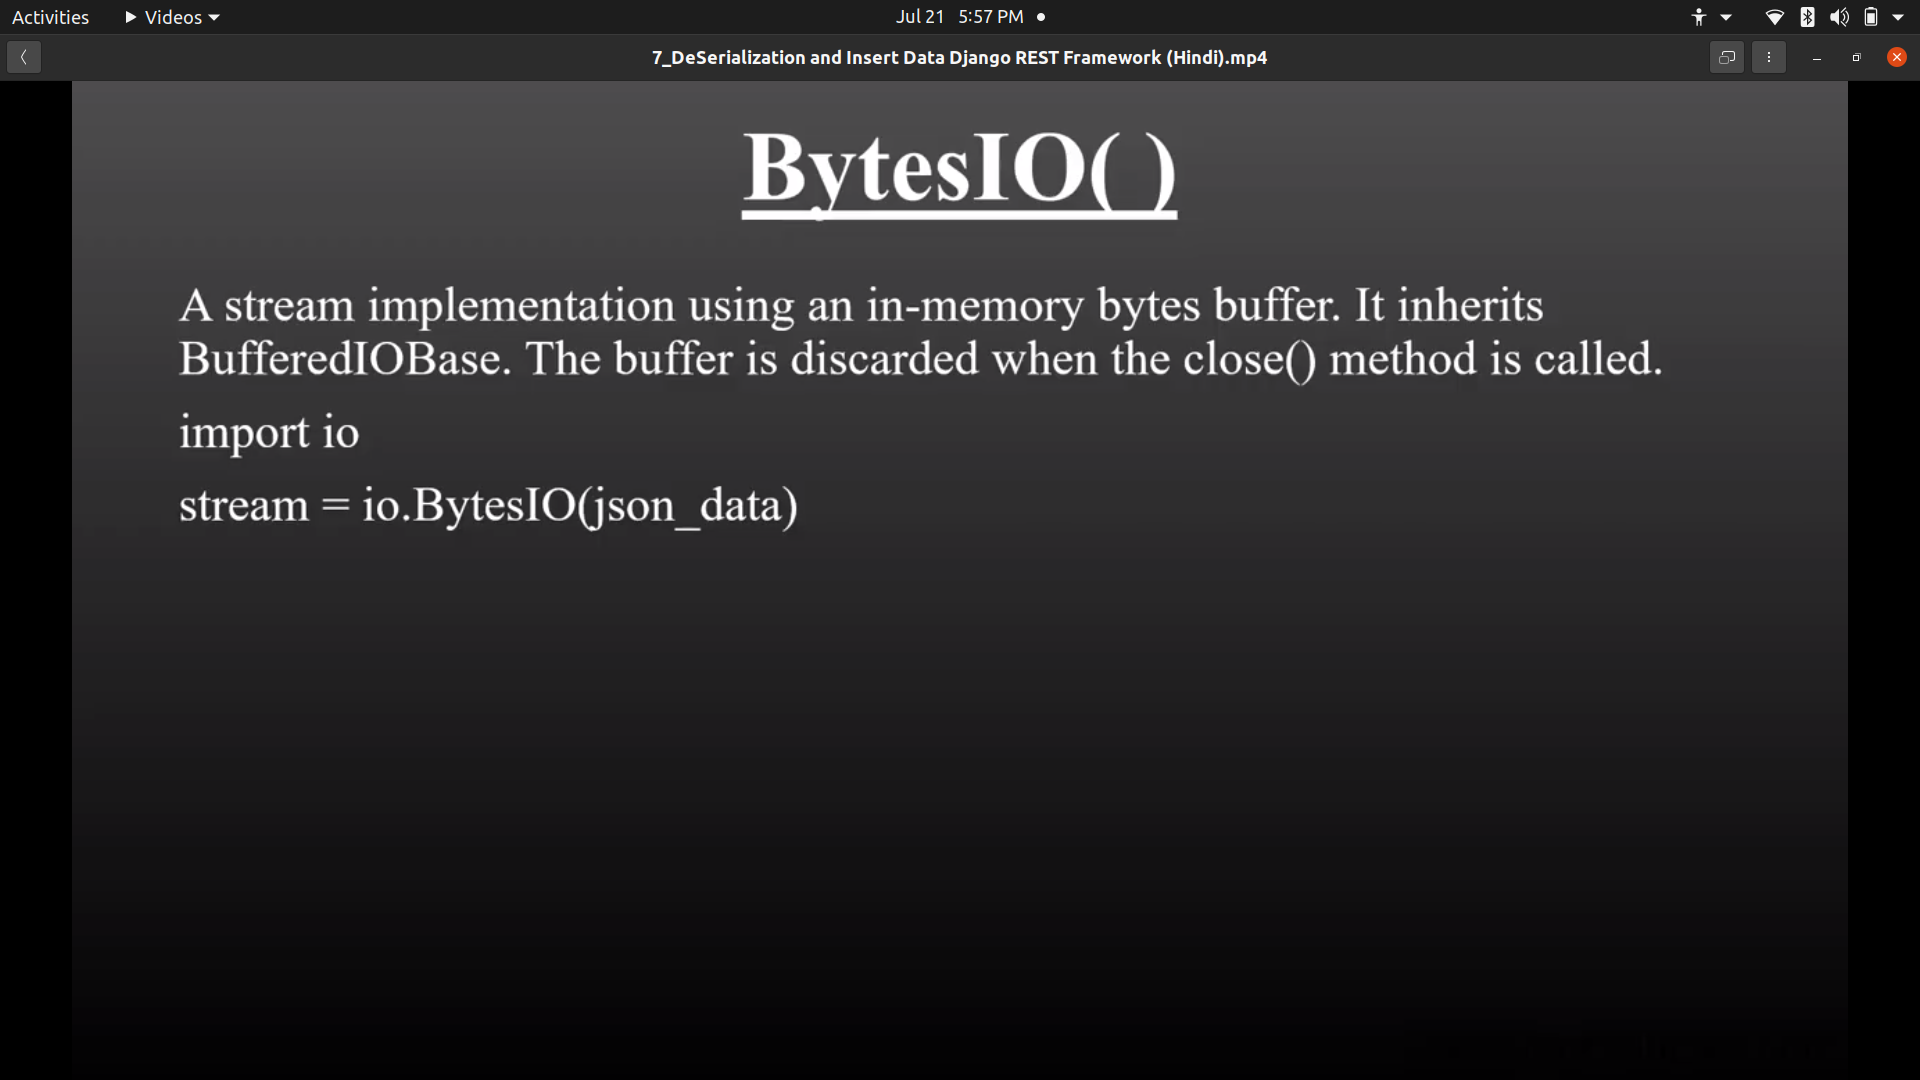 Activities Videos Jul 21 5:57 PM
7_DeSerialization and Insert Data Django REST Framework (Hindi).mp4
BytesIO( )
A stream implementation using an in-memory bytes buffer. It inherits
BufferedIOBase. The buffer is discarded when the close() method is called.
import io
stream = io.BytesIO(json_data)